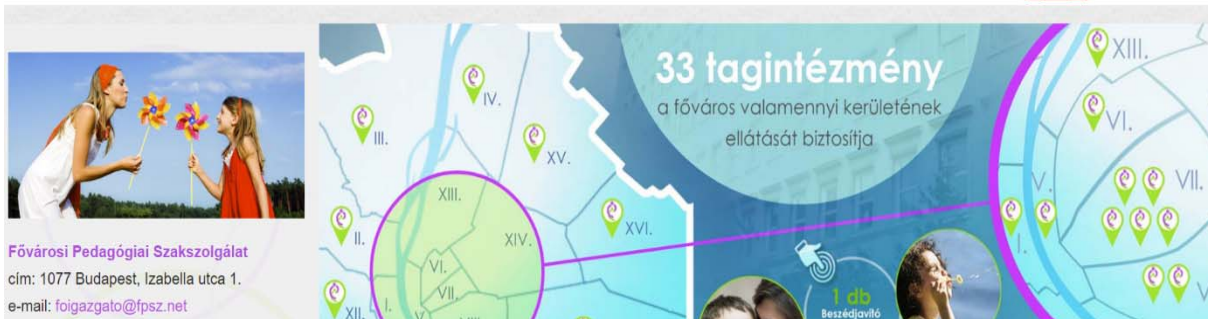 Fővárosi Pedagógiai Szakszolgálat
cím: 1077 Budapest, Izabella utca 1.
e-mail: foigazgato@fpsz.net
33 tagintézmény
a főváros valamennyi kerületének
ellátását biztosítja
IV.
III.
XV.
XIII.
II.
XIV.
XVI.
VI.
VII.
XII.
I.
V.
1 db
Beszédjavító
XIII.
VI.
V.
VII.
I.